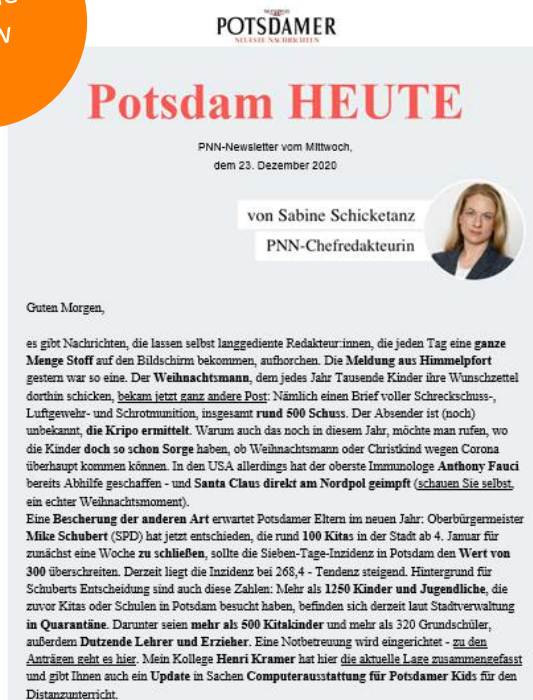 POTSDAMER
NEUESTE NACHRICHTEN
Potsdam HEUTE
PNN-Newsletter vom Mittwoch,
dem 23. Dezember 2020
von Sabine Schicketanz
PNN-Chefredakteurin
Guten Morgen,
es gibt Nachrichten, die lassen selbst langgediente Redakteur:innen, die jeden Tag eine ganze
Menge Stoff auf den Bildschirm bekommen, aufhorchen. Die Meldung aus Himmelpfort
gestern war so eine. Der Weihnachtsmann, dem jedes Jahr Tausende Kinder ihre Wunschzettel
dorthin schicken, bekam jetzt ganz andere Post: Nämlich einen Brief voller Schreckschuss-,
Luftgewehr- und Schrotmunition, insgesamt rund 500 Schuss. Der Absender ist (noch)
unbekannt, die Kripo ermittelt. Warum auch das noch in diesem Jahr, möchte man rufen, wo
die Kinder doch so schon Sorge haben, ob Weihnachtsmann oder Christkind wegen Corona
überhaupt kommen können. In den USA allerdings hat der oberste Immunologe Anthony Fauci
bereits Abhilfe geschaffen - und Santa Claus direkt am Nordpol geimpft (schauen Sie selbst,
ein echter Weihnachtsmoment).
Eine Bescherung der anderen Art erwartet Potsdamer Eltern im neuen Jahr: Oberbürgermeister
Mike Schubert (SPD) hat jetzt entschieden, die rund 100 Kitas in der Stadt ab 4. Januar für
zunächst eine Woche zu schließen, sollte die Sieben-Tage-Inzidenz in Potsdam den Wert von
300 überschreiten. Derzeit liegt die Inzidenz bei 268,4 - Tendenz steigend. Hintergrund für
Schuberts Entscheidung sind auch diese Zahlen: Mehr als 1250 Kinder und Jugendliche, die
zuvor Kitas oder Schulen in Potsdam besucht haben, befinden sich derzeit laut Stadtverwaltung
in Quarantäne. Darunter seien mehr als 500 Kitakinder und mehr als 320 Grundschüler,
außerdem Dutzende Lehrer und Erzieher. Eine Notbetreuung wird eingerichtet - zu den
Anträgen geht es hier. Mein Kollege Henri Kramer hat hier die aktuelle Lage zusammengefasst
und gibt Ihnen auch ein Update in Sachen Computerausstattung für Potsdamer Kids für den
Distanzunterricht.